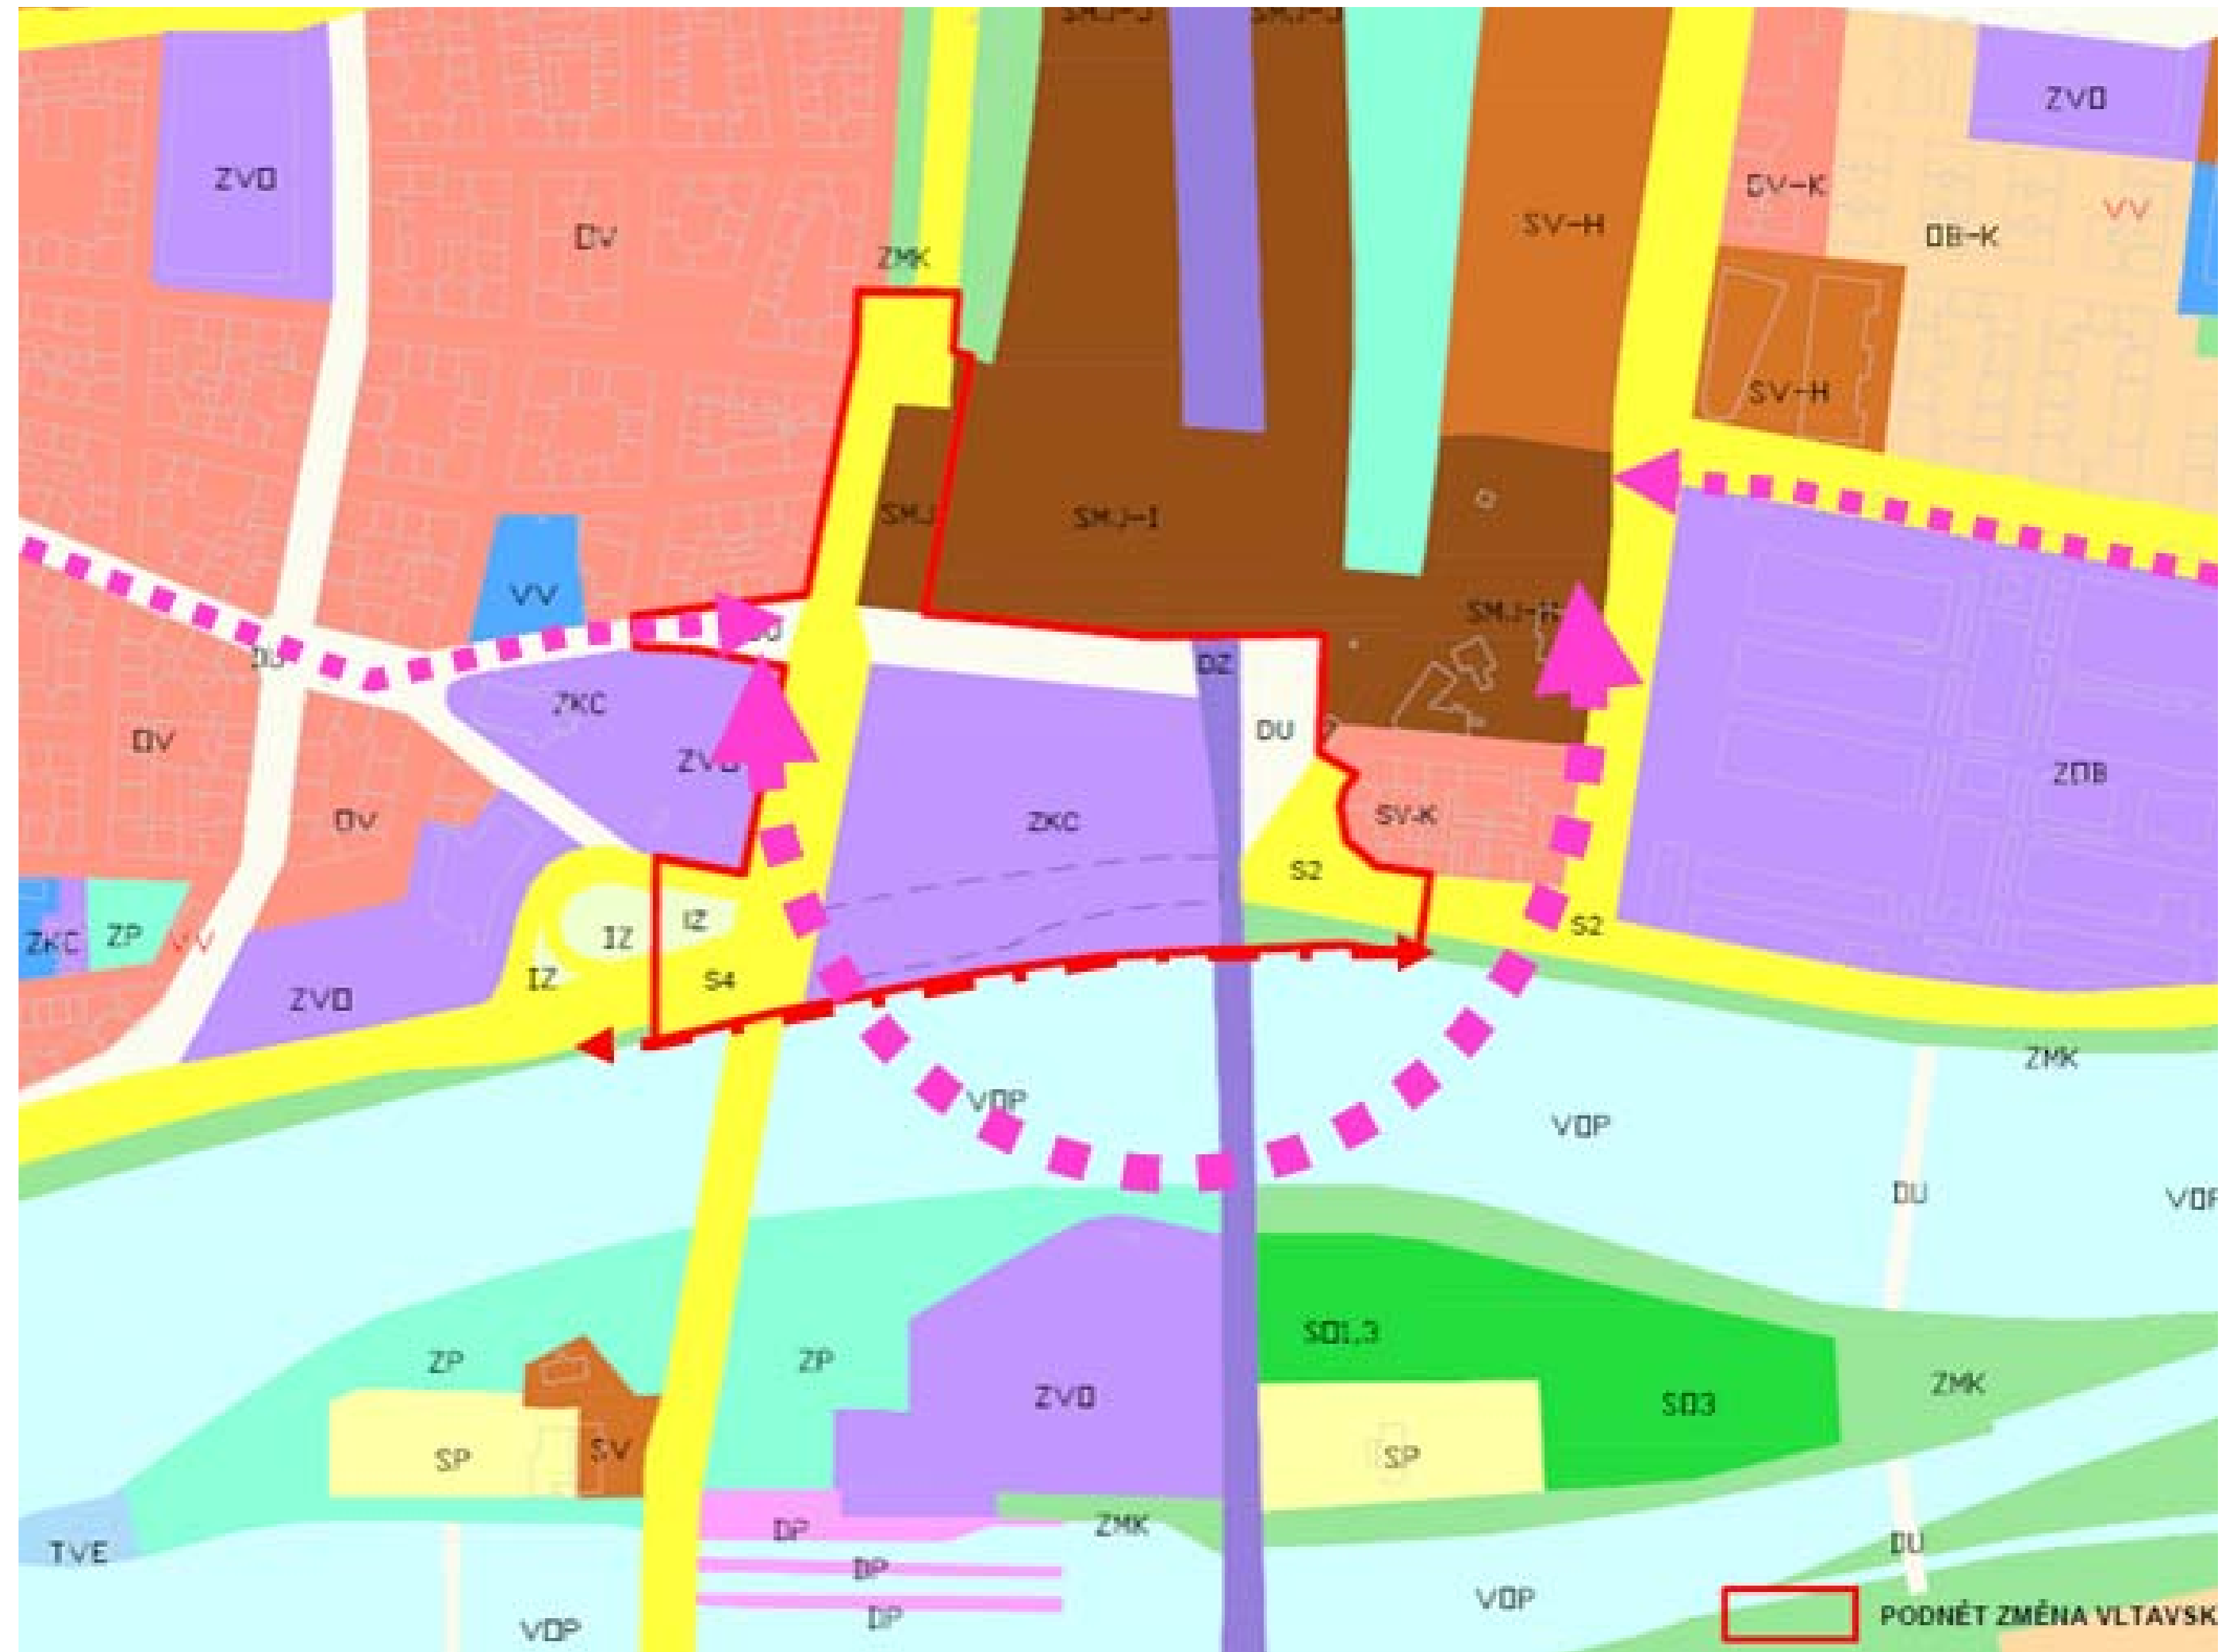 ZVO
ZVO
OV
SV-H
OV-K
OB-K
VV
ZMK
SV-H
SMJ
SMJ-I
VV
SMJ-H
DU
DU
DZ
ZKC
ZVO
DU
OV
ZOB
OV
ZKC
SV-K
S2
S2
IZ
IZ
IZ
S4
ZKC
ZP
VV
ZVO
ZMK
VOP
VOP
DU
ZP
ZP
SO1,3
ZMK
ZVO
SO3
SP
SV
SP
TVE
DP
ZMK
DP
DU
DP
VOP
VOP
PODNĚT ZMĚNA VLTAVSK